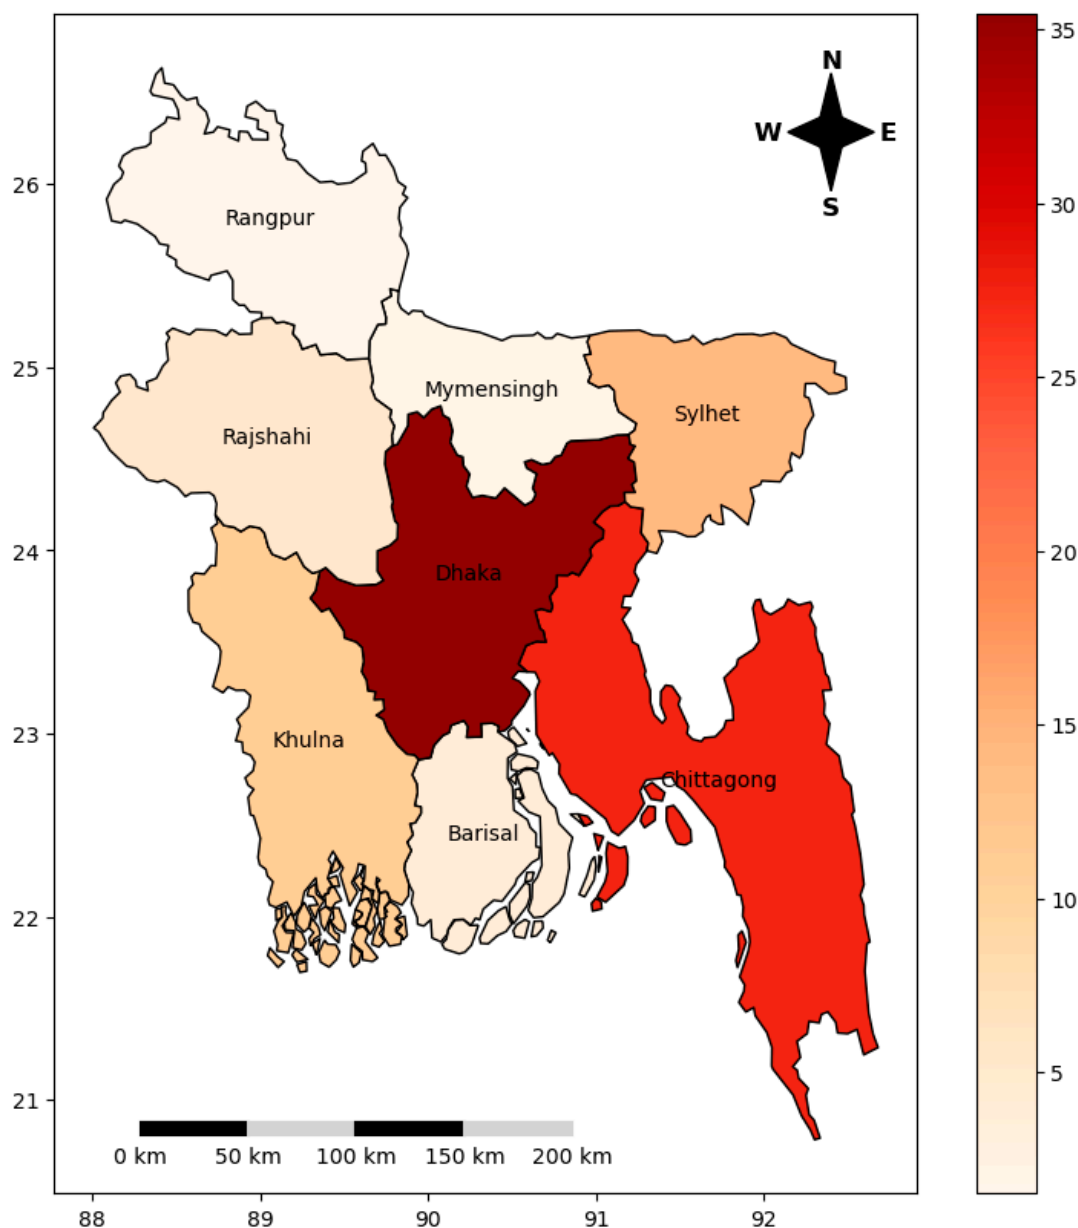 N
W E
S
Rangpur
Mymensingh
Sylhet
Rajshahi
Dhaka
Khulna
Chittagong
Barisal
0 km 50 km 100 km 150 km 200 km
26
25
24
23
22
21
88 89 90 91 92
35
30
25
20
15
10
5